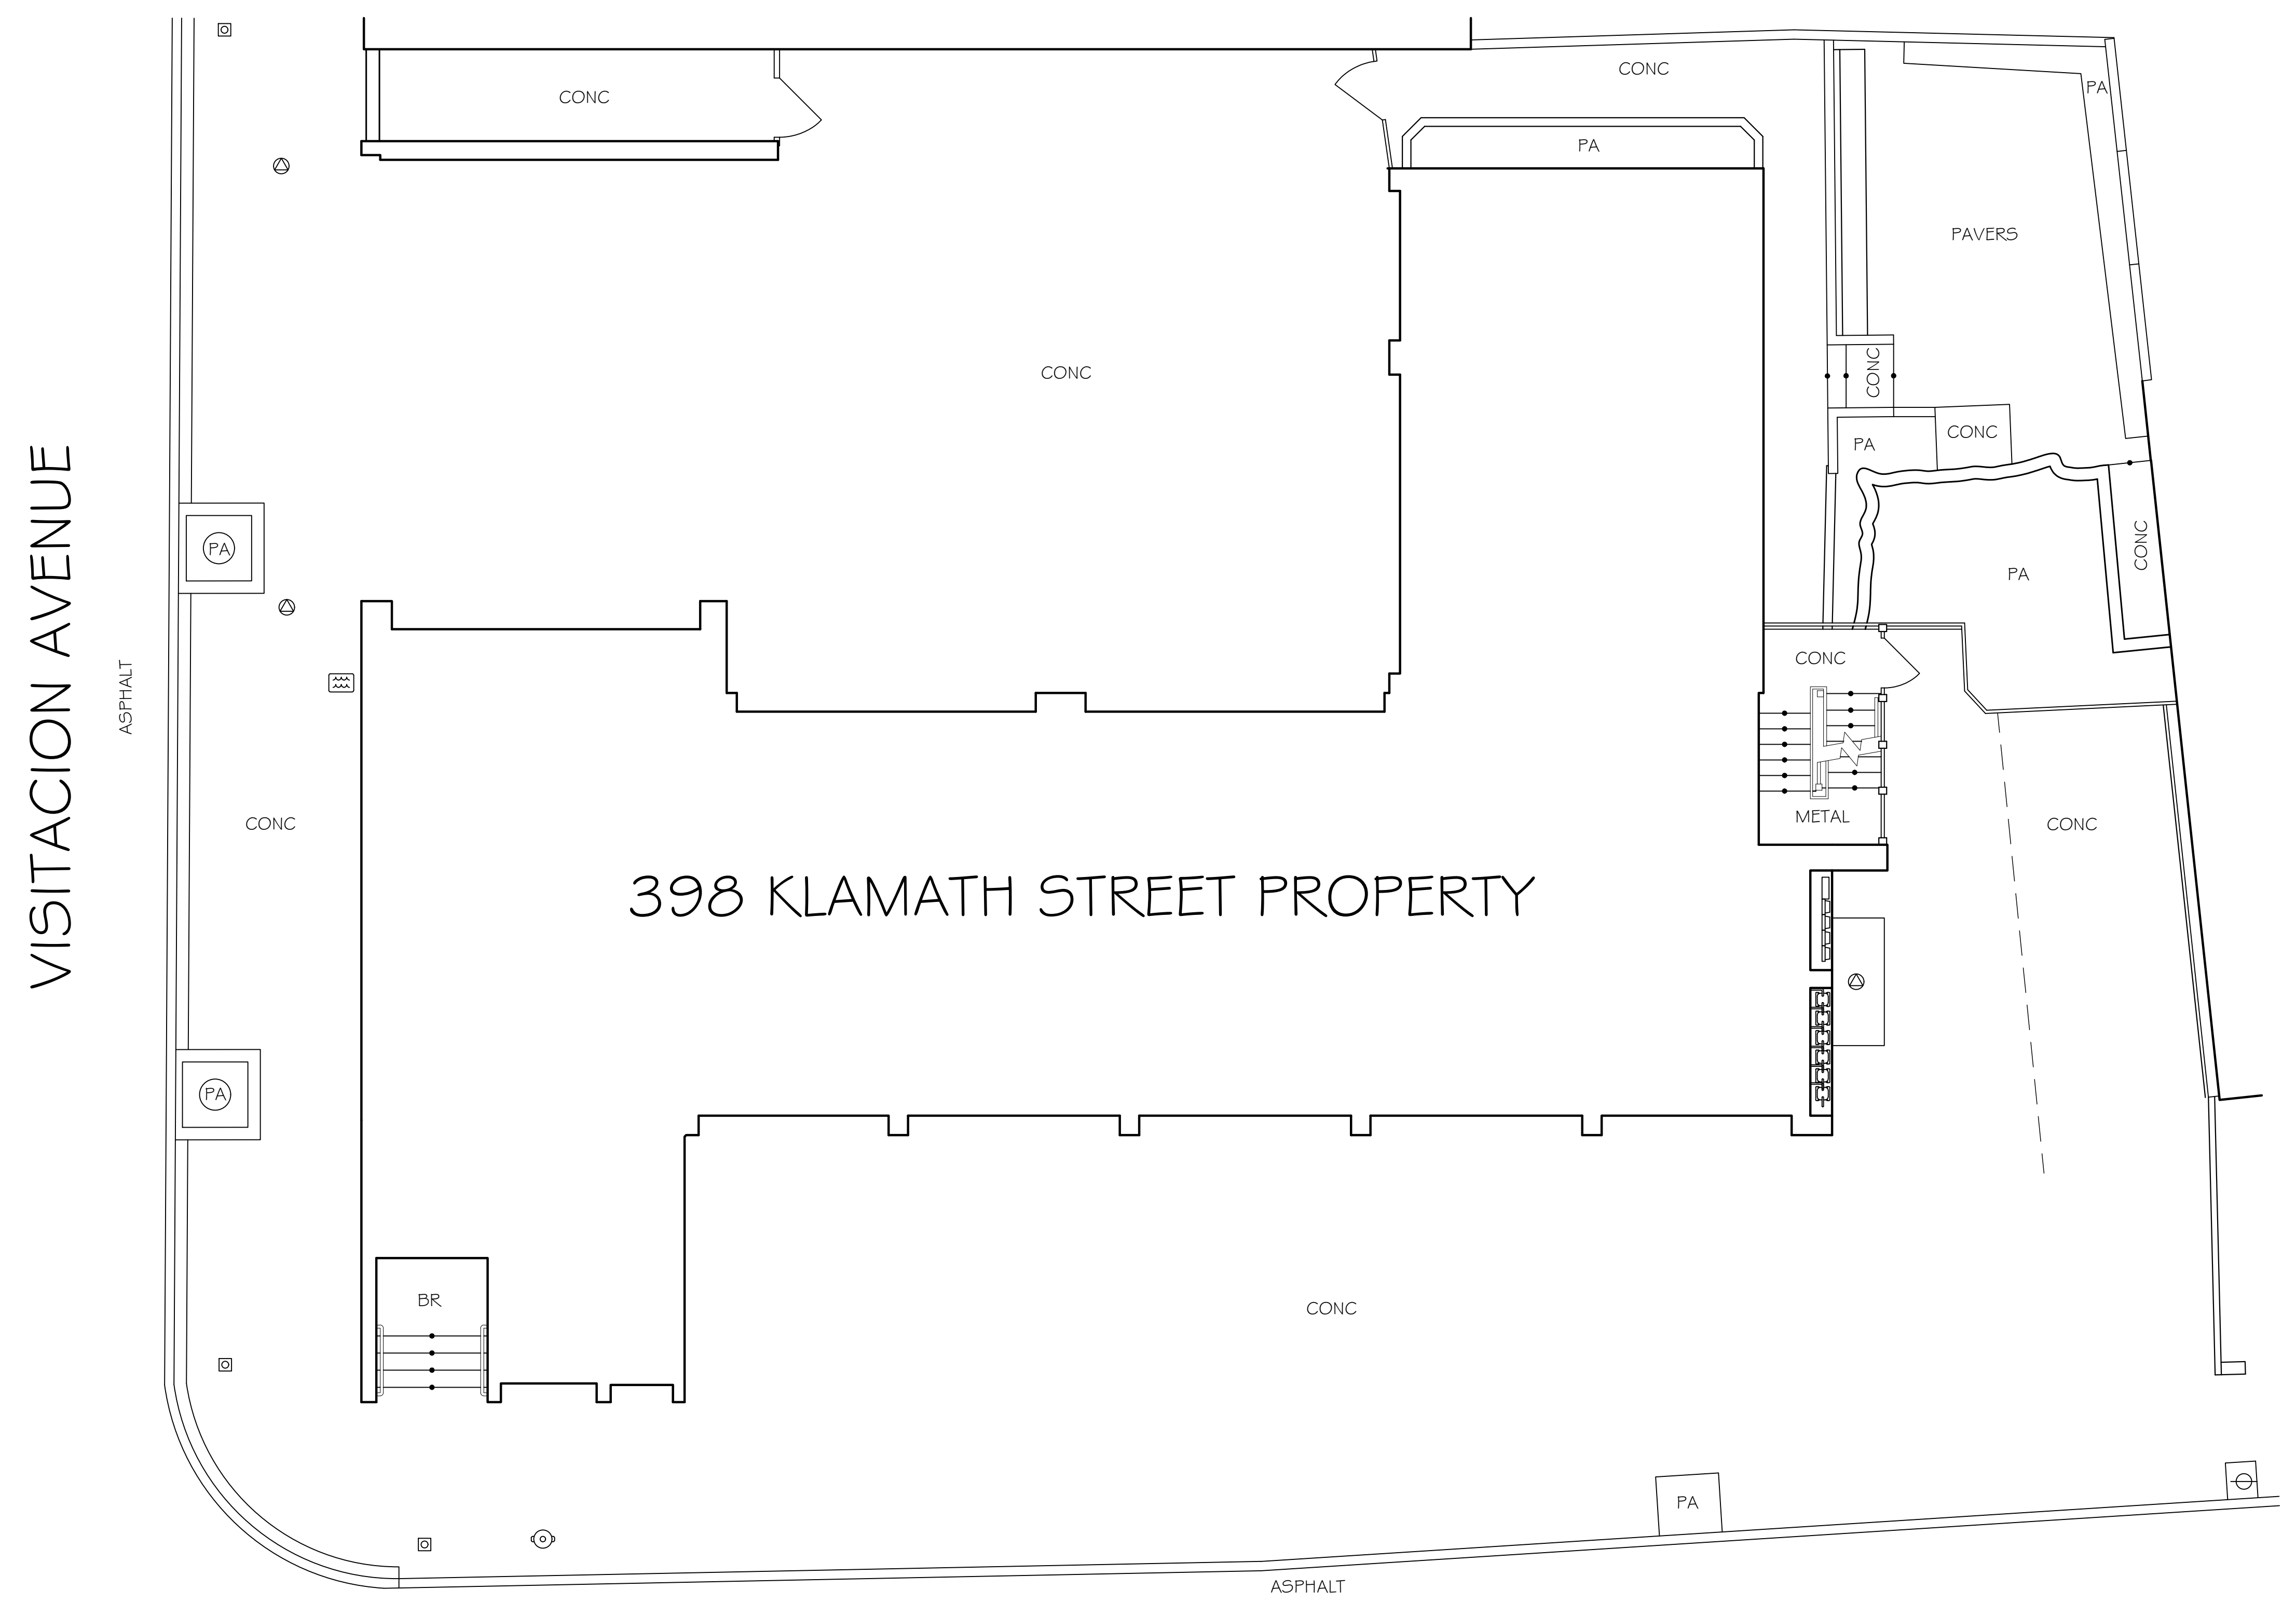 CONC
CONC
PA
PA
PAVERS
CONC
CONC
PA
CONC
PA
CONC
PA
VISITACION AVENUE
ASPHALT
CONC
CONC
METAL
CONC
CONC
398 KLAMATH STREET PROPERTY
PA
BR
CONC
PA
ASPHALT